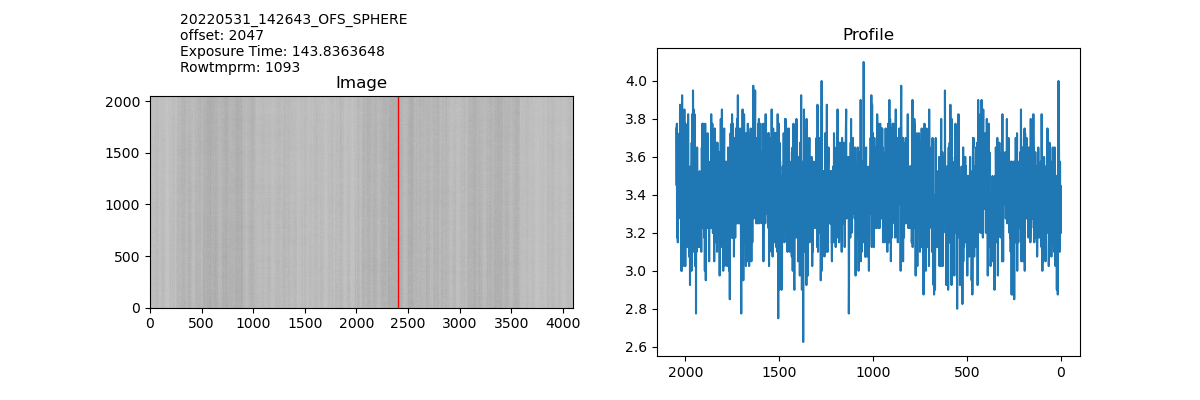 20220531_142643_OFS_SPHERE
offset: 2047
Exposure Time: 143.8363648
Rowtmprm: 1093
Image
2000
1500
1000
500
0
0 500 1000 1500 2000 2500 3000 3500 4000
Profile
4.0
3.8
3.6
3.4
3.2
3.0
2.8
2.6
2000 1500 1000 500 0